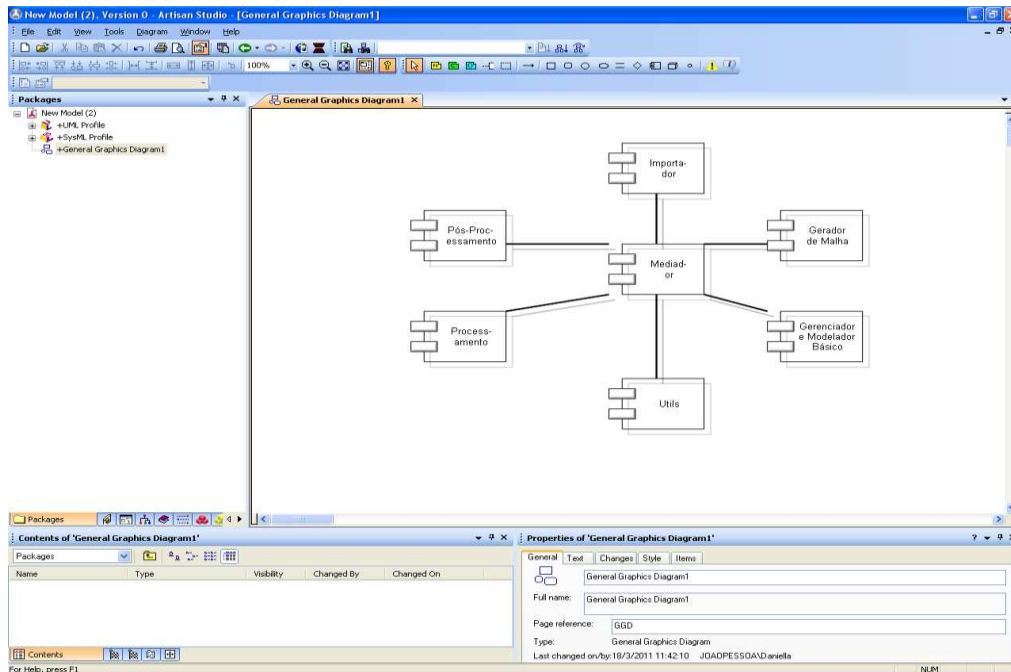 New Model (2), Version 0 - Artisan Studio - [General Graphics Diagram1]
File Edit View Tools Diagram Window Help
100%
Packages
General Graphics Diagram1
New Model (2)
+UML Profile
+SysML Profile
+General Graphics Diagram1
Importa-
dor
Pós-Proc-
essamento
Gerador
de Malha
Mediad-
or
Process-
amento
Gerenciador
e Modelador
Básico
Utils
Packages
Contents of 'General Graphics Diagram1'
Packages
Name Type Visibility Changed By Changed On
Contents
Properties of 'General Graphics Diagram1'
General Text Changes Style Items
General Graphics Diagram1
Full name: General Graphics Diagram1
Page reference: GGD
Type: General Graphics Diagram
Last changed on/by: 18/3/2011 11:42:10 JOAOPESSOA\Daniella
For Help, press F1
NUM